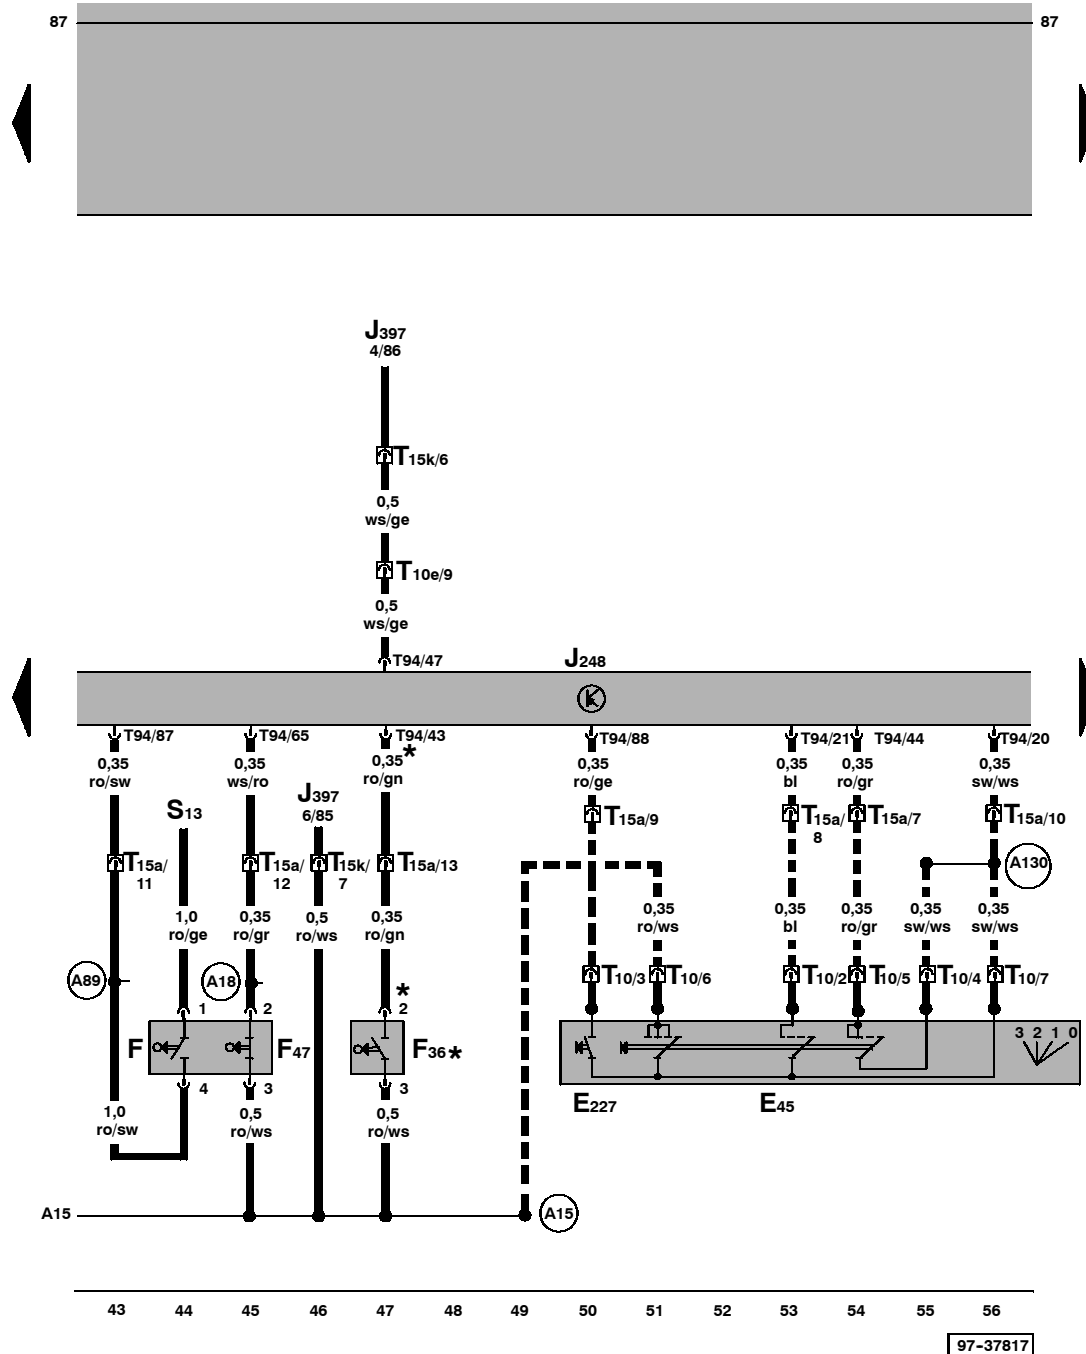 87 87
J397
4/86
T15k/6
0,5
ws/ge
T10e/9
0,5
ws/ge
T94/47
J248
T94/87 T94/65 T94/43 T94/88 T94/21 T94/44 T94/20
0,35 0,35 0,35* 0,35 0,35 0,35 0,35
ro/sw ws/ro ro/gn ro/ge bl ro/gr sw/ws
S13
J397
6/85
T15a/9 T15a/ T15a/7 T15a/10
8
T15a/ T15a/ T15k/ T15a/13 A130
11 12 7
0,35 0,35 0,35 0,35 0,35
ro/ws bl ro/gr sw/ws sw/ws
1,0 0,35 0,5 0,35
ro/ge ro/gr ro/ws ro/gn
A89 A18 T10/3 T10/6 T10/2 T10/5 T10/4 T10/7
*
1 2 2
F F47 F36* 3 2 1 0
4 3 3
E227 E45
1,0 0,5 0,5
ro/sw ro/ws ro/ws
A15 A15
43 44 45 46 47 48 49 50 51 52 53 54 55 56
97-37817